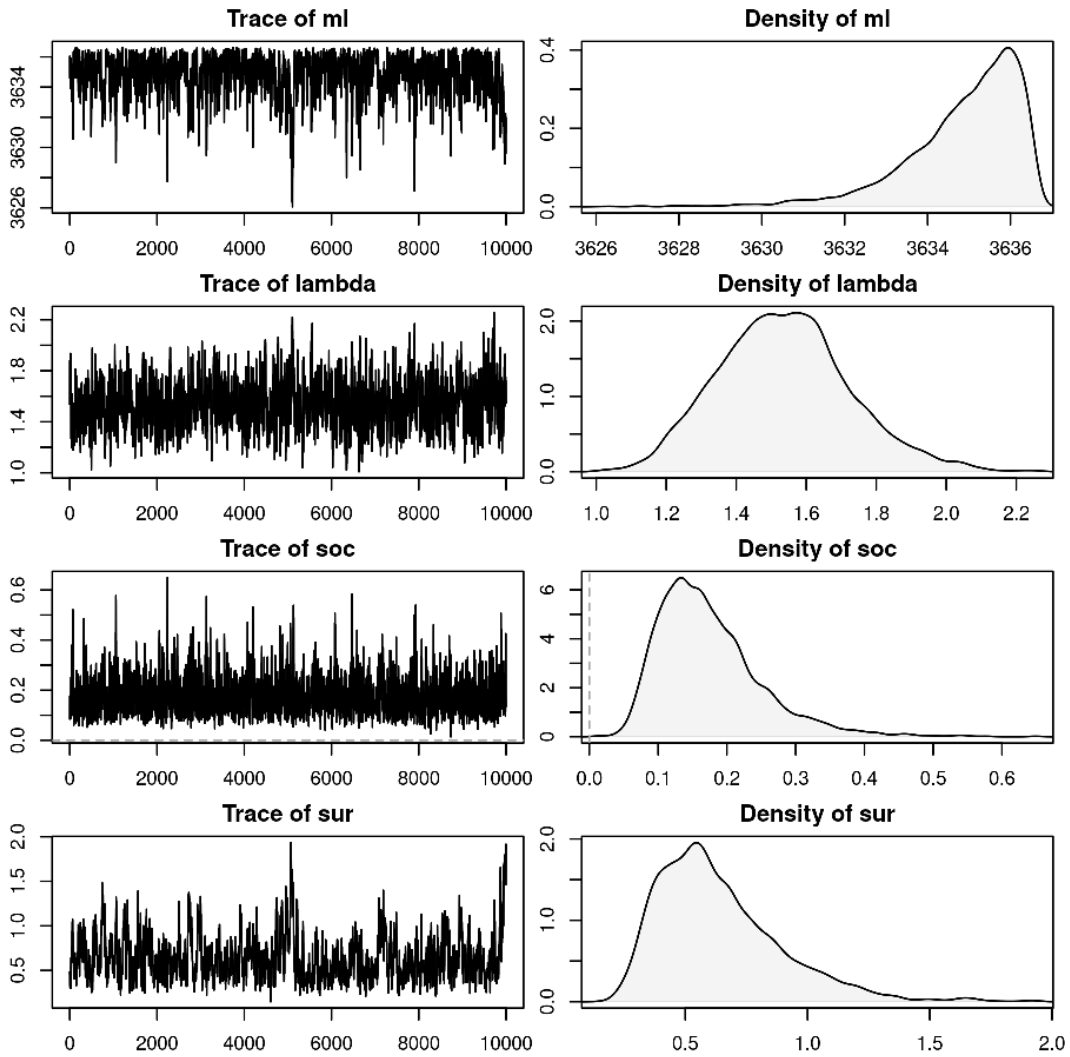 Trace of ml
3626 3630 3634
0 2000 4000 6000 8000 10000
Density of ml
0.0 0.2 0.4
3626 3628 3630 3632 3634 3636
Trace of lambda
1.0 1.4 1.8 2.2
0 2000 4000 6000 8000 10000
Density of lambda
0.0 1.0 2.0
1.0 1.2 1.4 1.6 1.8 2.0 2.2
Trace of soc
0.0 0.2 0.4 0.6
0 2000 4000 6000 8000 10000
Density of soc
0 2 4 6
0.0 0.1 0.2 0.3 0.4 0.5 0.6
Trace of sur
0.5 1.0 1.5 2.0
0 2000 4000 6000 8000 10000
Density of sur
0.0 1.0 2.0
0.5 1.0 1.5 2.0